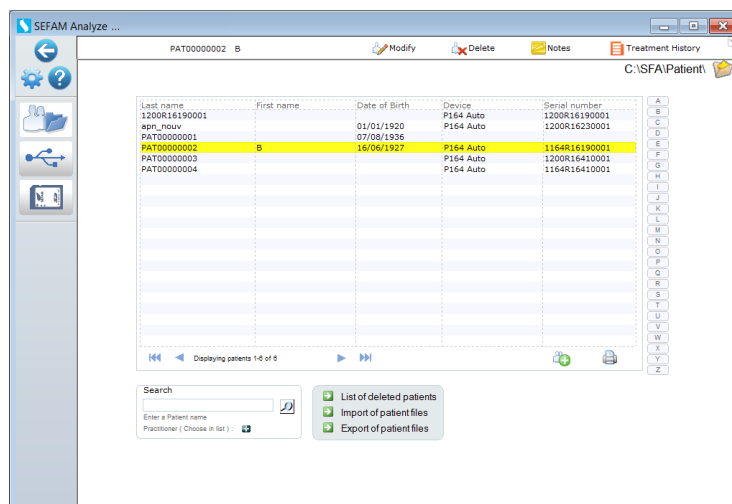 SEFAM Analyze ...
PAT00000002 B Modify Delete Notes Treatment History
C:\SFA\Patient\
Last name First name Date of Birth Device Serial number
1200R16190001 P164 Auto 1200R16190001
apn_nouv 01/01/1920 P164 Auto 1200R16230001
PAT00000001 07/08/1936
PAT00000002 B 16/06/1927 P164 Auto 1164R16190001
PAT00000003 P164 Auto 1200R16410001
PAT00000004 P164 Auto 1164R16410001
A
B
C
D
E
F
G
H
I
J
K
L
M
N
O
P
Q
R
S
T
U
V
W
X
Y
Z
Displaying patients 1-6 of 6
Search
Enter a Patient name
Practitioner ( Choose in list ) :
List of deleted patients
Import of patient files
Export of patient files